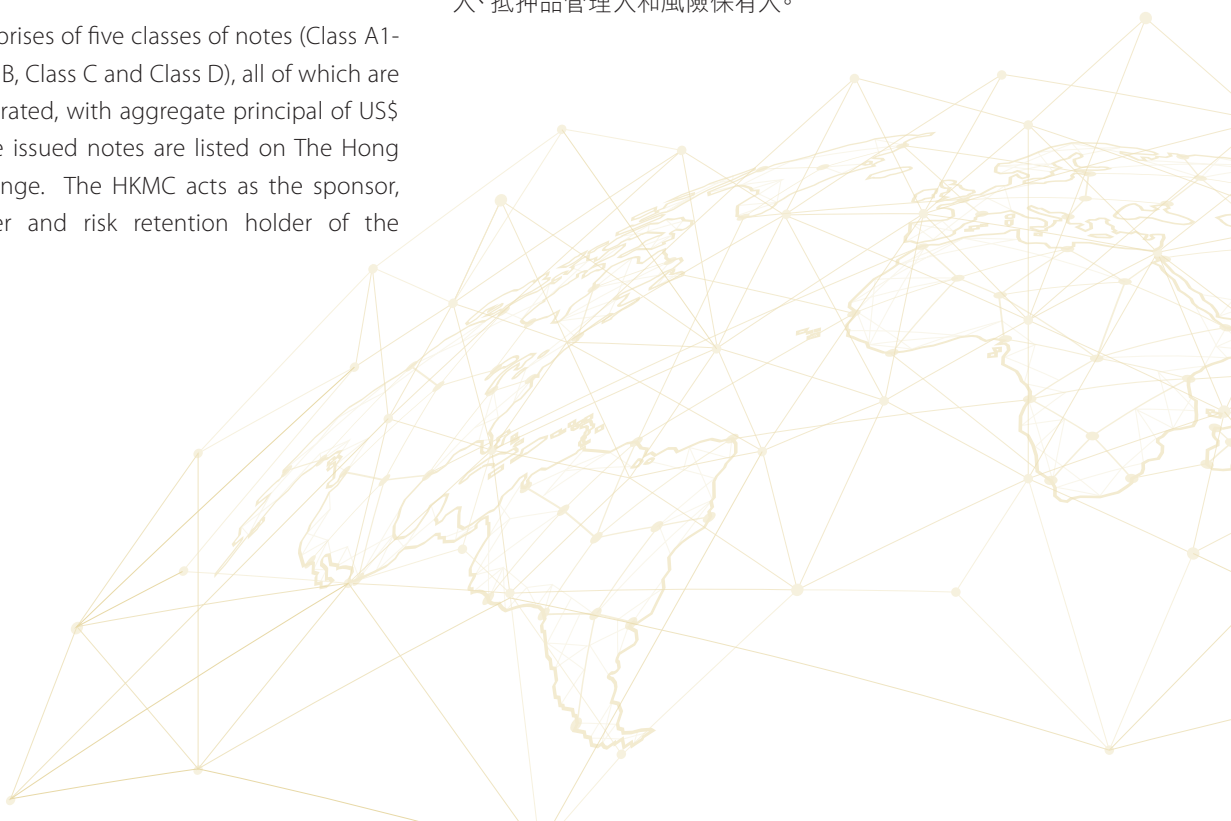 人、抵押品管理人和風險保有人。
prises of five classes of notes (Class A1-
B, Class C and Class D), all of which are
rated, with aggregate principal of US$
issued notes are listed on The Hong
nge. The HKMC acts as the sponsor,
and risk retention holder of the